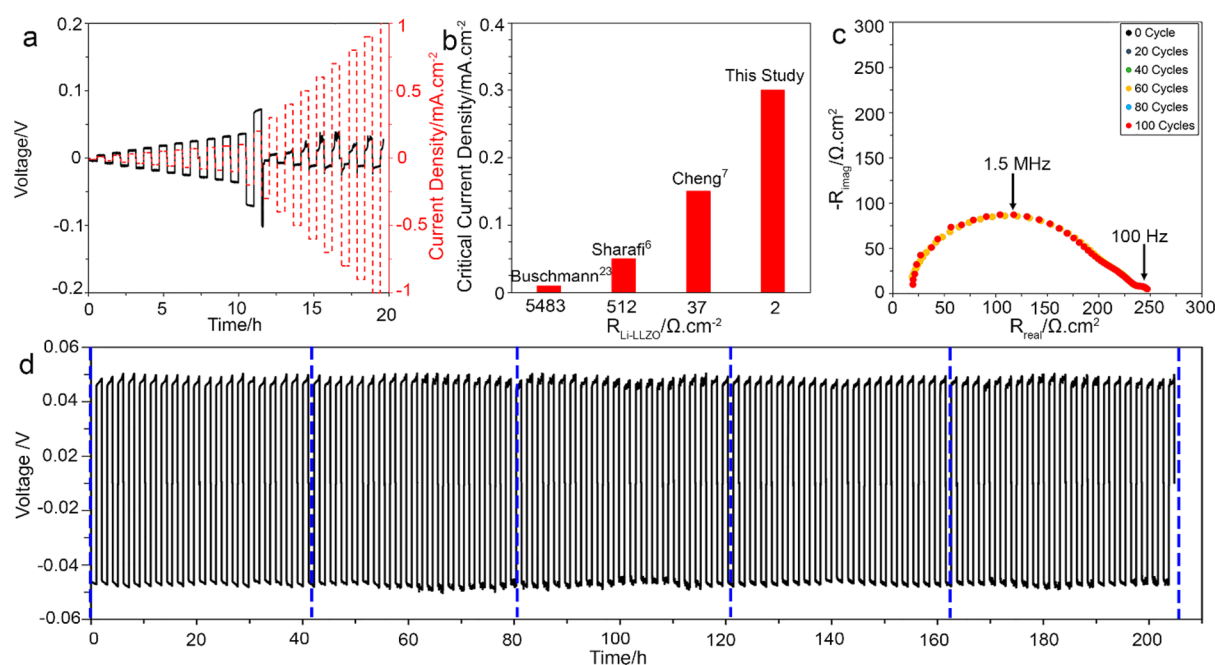 a
0.2
0.1
0
-0.1
-0.2
Voltage/V
0
5
10
15
20
Time/h
1
0.5
0
-0.5
-1
Current Density/mA.cm-2
b
0.4
0.3
0.2
0.1
0
Critical Current Density/mA.cm-2
Buschmann23
Sharafi6
Cheng7
This Study
5483
512
37
2
RLi-LLZO/Ω.cm-2
c
300
250
200
150
100
50
0
-Rimag/Ω.cm2
0 Cycle
20 Cycles
40 Cycles
60 Cycles
80 Cycles
100 Cycles
1.5 MHz
100 Hz
0
50
100
150
200
250
300
Rreal/Ω.cm2
d
0.06
0.04
0.02
-0.02
-0.04
-0.06
Voltage /V
0
20
40
60
80
100
120
140
160
180
200
Time/h